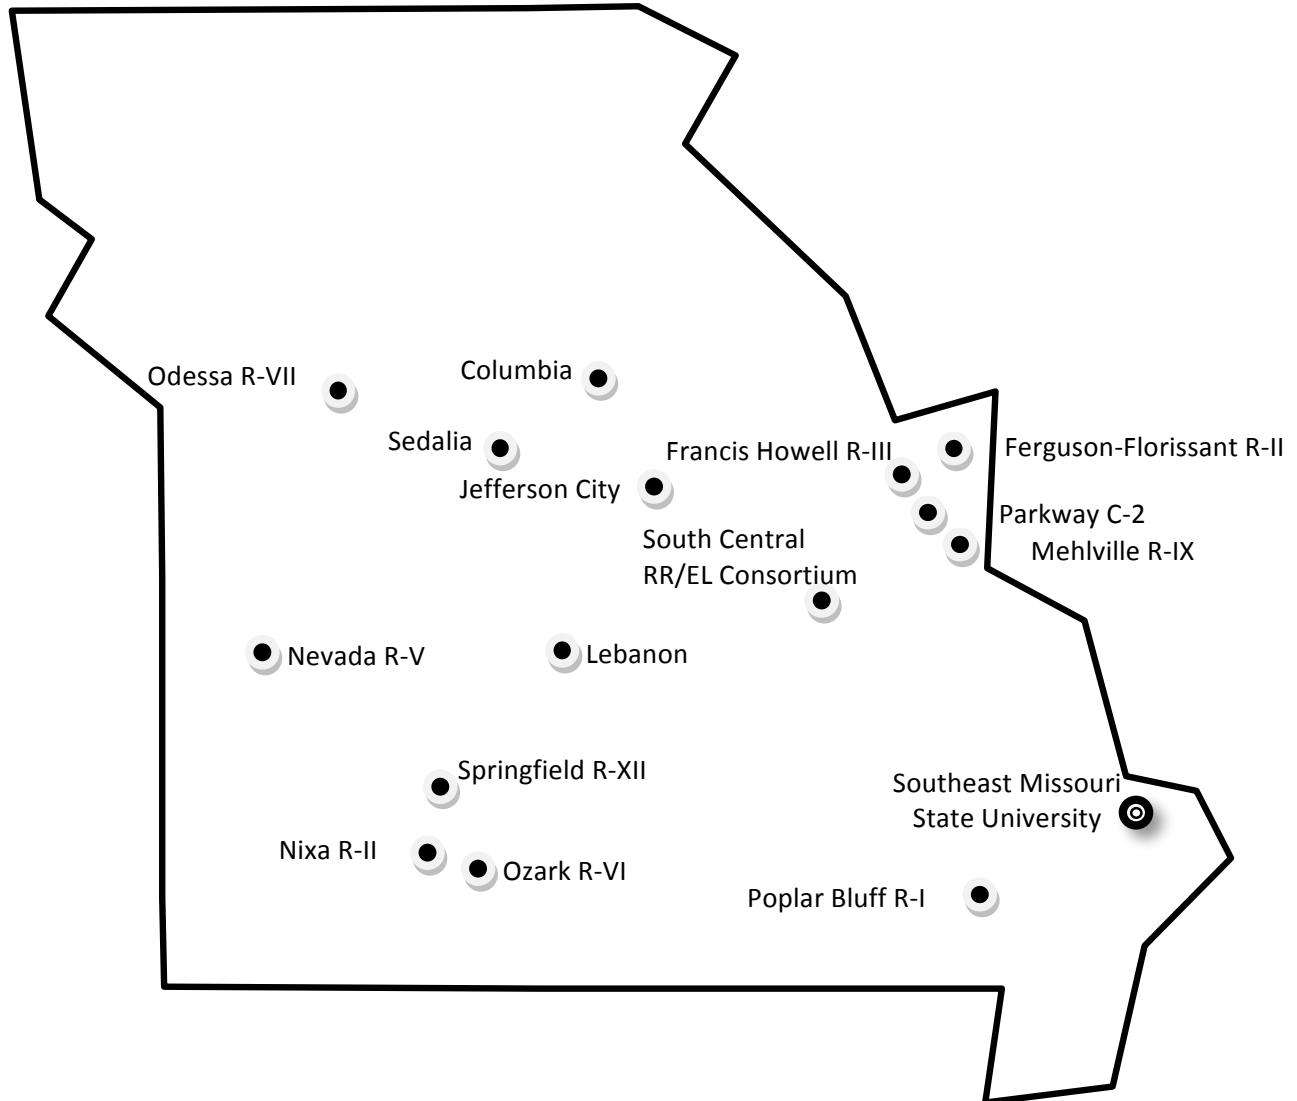 Columbia
Odessa R-VII
Sedalia
Francis Howell R-III
Ferguson-Florissant R-II
Jefferson City
Parkway C-2
South Central
RR/EL Consortium
Mehlville R-IX
Nevada R-V
Lebanon
Springfield R-XII
Southeast Missouri
State University
Nixa R-II
Ozark R-VI
Poplar Bluff R-I